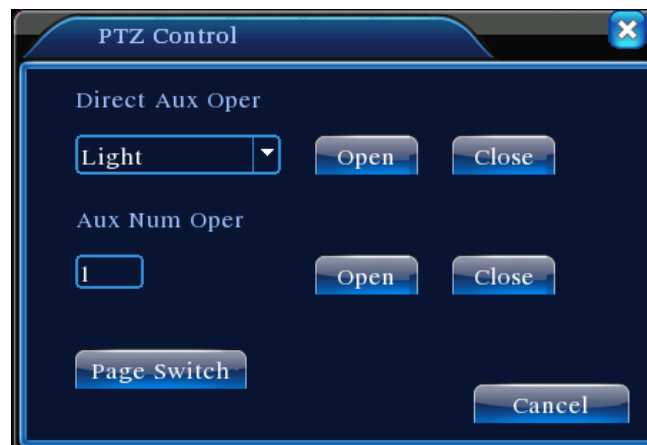 PTZ Control
Direct Aux Oper
Light Open Close
Aux Num Oper
1 Open Close
Page Switch
Cancel